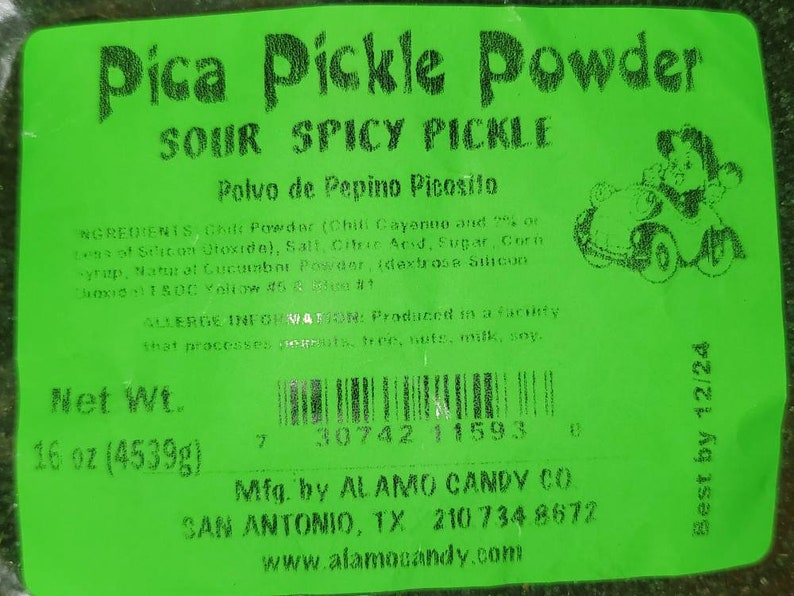 Pica Pickle Powder
SOUR SPICY PICKLE
Polvo de Pepino Picosito
INGREDIENTS: Chili Powder (Chili Cayenne and 2% or
Less of Silicon Dioxide), Salt, Citric Acid, Sugar, Corn
Syrup, Natural Cucumber Powder, (dextrose Silicon
Dioxide) F&DC Yellow #5 & Blue #1
ALLERGE INFORMATION: Produced in a facility
that processes peanuts, tree, nuts, milk, soy.
Net Wt.
16 oz (4539g)
7 30742 11593 0
Mfg. by ALAMO CANDY CO.
SAN ANTONIO, TX 210.734.8672
www.alamocandy.com
Best by 12/24